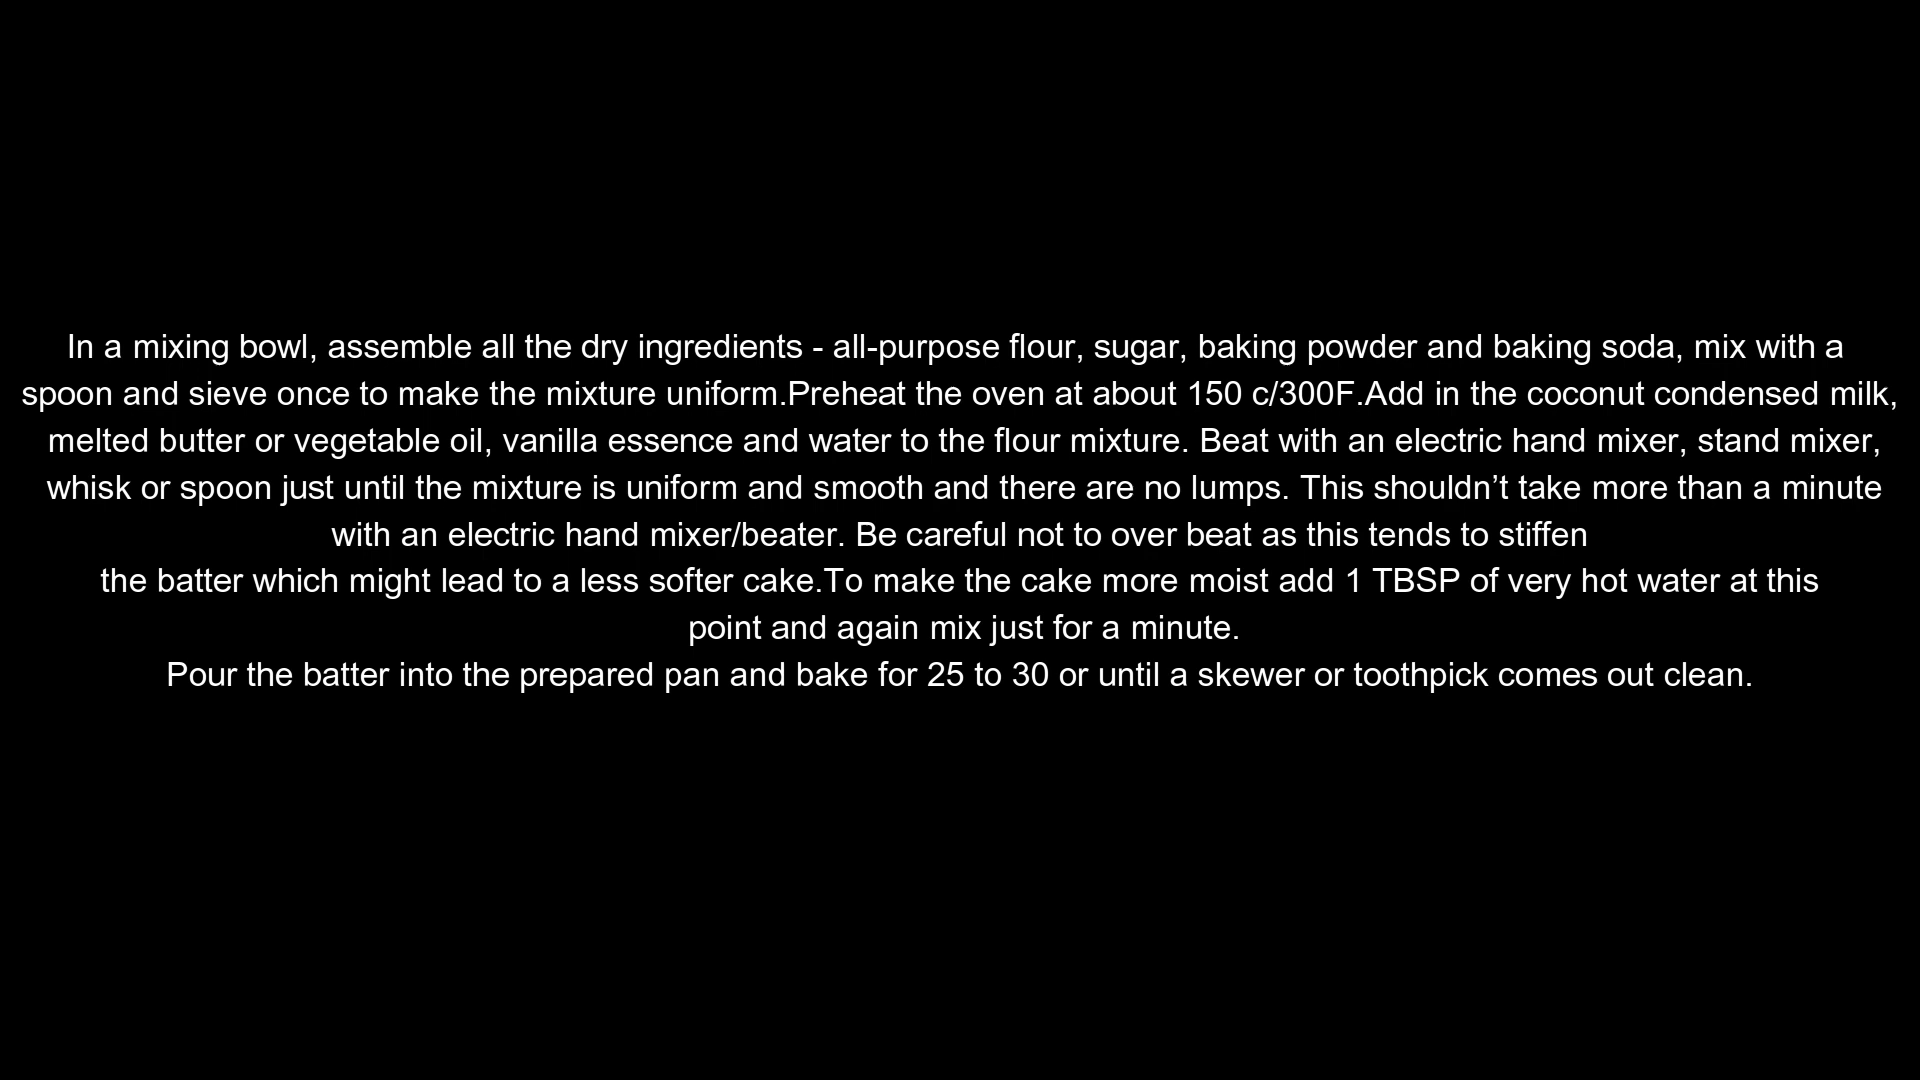 In a mixing bowl, assemble all the dry ingredients - all-purpose flour, sugar, baking powder and baking soda, mix with a
spoon and sieve once to make the mixture uniform.Preheat the oven at about 150 c/300F.Add in the coconut condensed milk,
melted butter or vegetable oil, vanilla essence and water to the flour mixture. Beat with an electric hand mixer, stand mixer,
whisk or spoon just until the mixture is uniform and smooth and there are no lumps. This shouldn’t take more than a minute
with an electric hand mixer/beater. Be careful not to over beat as this tends to stiffen
the batter which might lead to a less softer cake.To make the cake more moist add 1 TBSP of very hot water at this
point and again mix just for a minute.
Pour the batter into the prepared pan and bake for 25 to 30 or until a skewer or toothpick comes out clean.